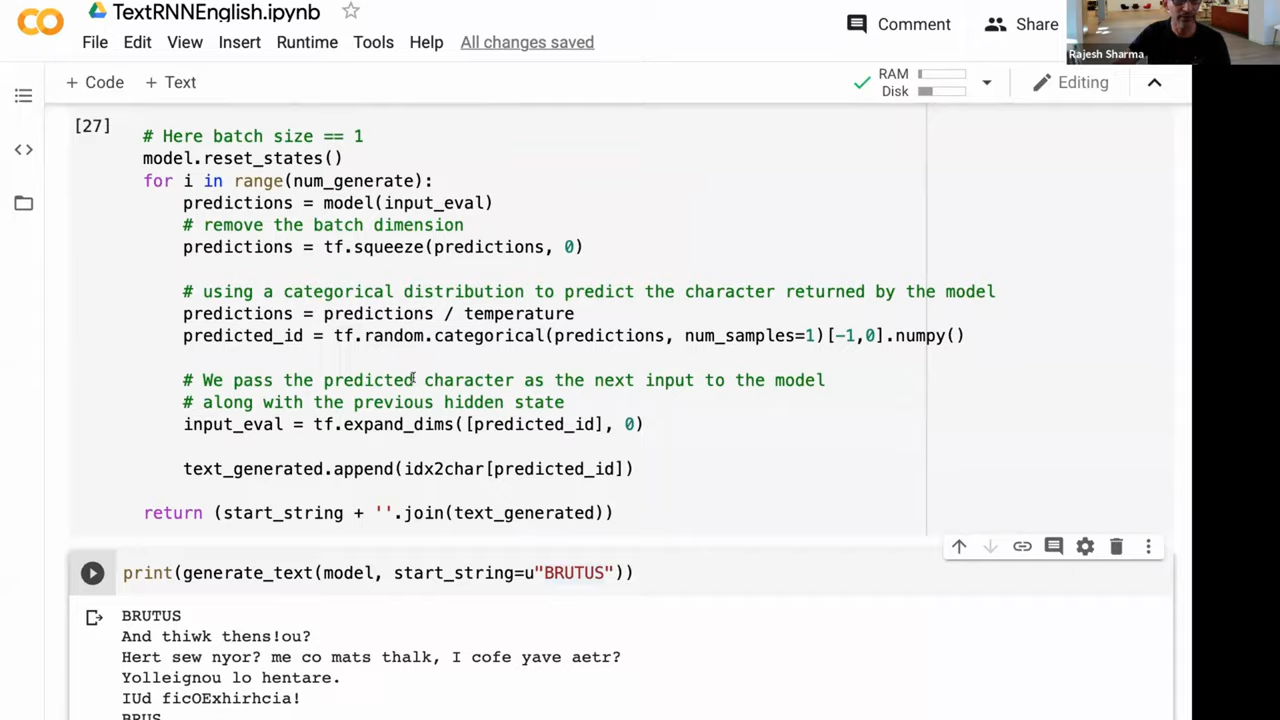 TextRNNEnglish.ipynb
File Edit View Insert Runtime Tools Help All changes saved
Comment Share
Rajesh Sharma
+ Code + Text
RAM
Disk
Editing
[27]
# Here batch size == 1
model.reset_states()
for i in range(num_generate):
    predictions = model(input_eval)
    # remove the batch dimension
    predictions = tf.squeeze(predictions, 0)
    # using a categorical distribution to predict the character returned by the model
    predictions = predictions / temperature
    predicted_id = tf.random.categorical(predictions, num_samples=1)[-1,0].numpy()
    # We pass the predicted character as the next input to the model
    # along with the previous hidden state
    input_eval = tf.expand_dims([predicted_id], 0)
    text_generated.append(idx2char[predicted_id])
return (start_string + ''.join(text_generated))
print(generate_text(model, start_string=u"BRUTUS"))
BRUTUS
And thiwk thens!ou?
Hert sew nyor? me co mats thalk, I cofe yave aetr?
Yolleignou lo hentare.
IUd ficOExhirhcia!
BRUS